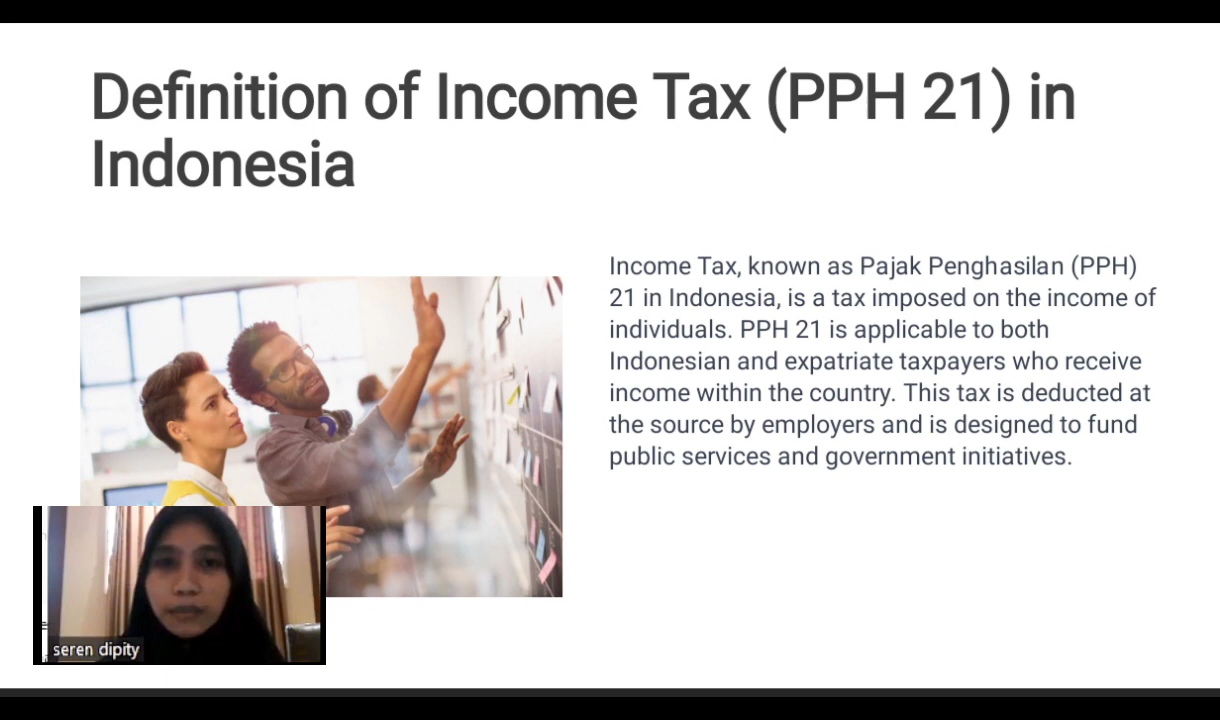 Definition of Income Tax (PPH 21) in
Indonesia
Income Tax, known as Pajak Penghasilan (PPH)
21 in Indonesia, is a tax imposed on the income of
individuals. PPH 21 is applicable to both
Indonesian and expatriate taxpayers who receive
income within the country. This tax is deducted at
the source by employers and is designed to fund
public services and government initiatives.
seren dipity